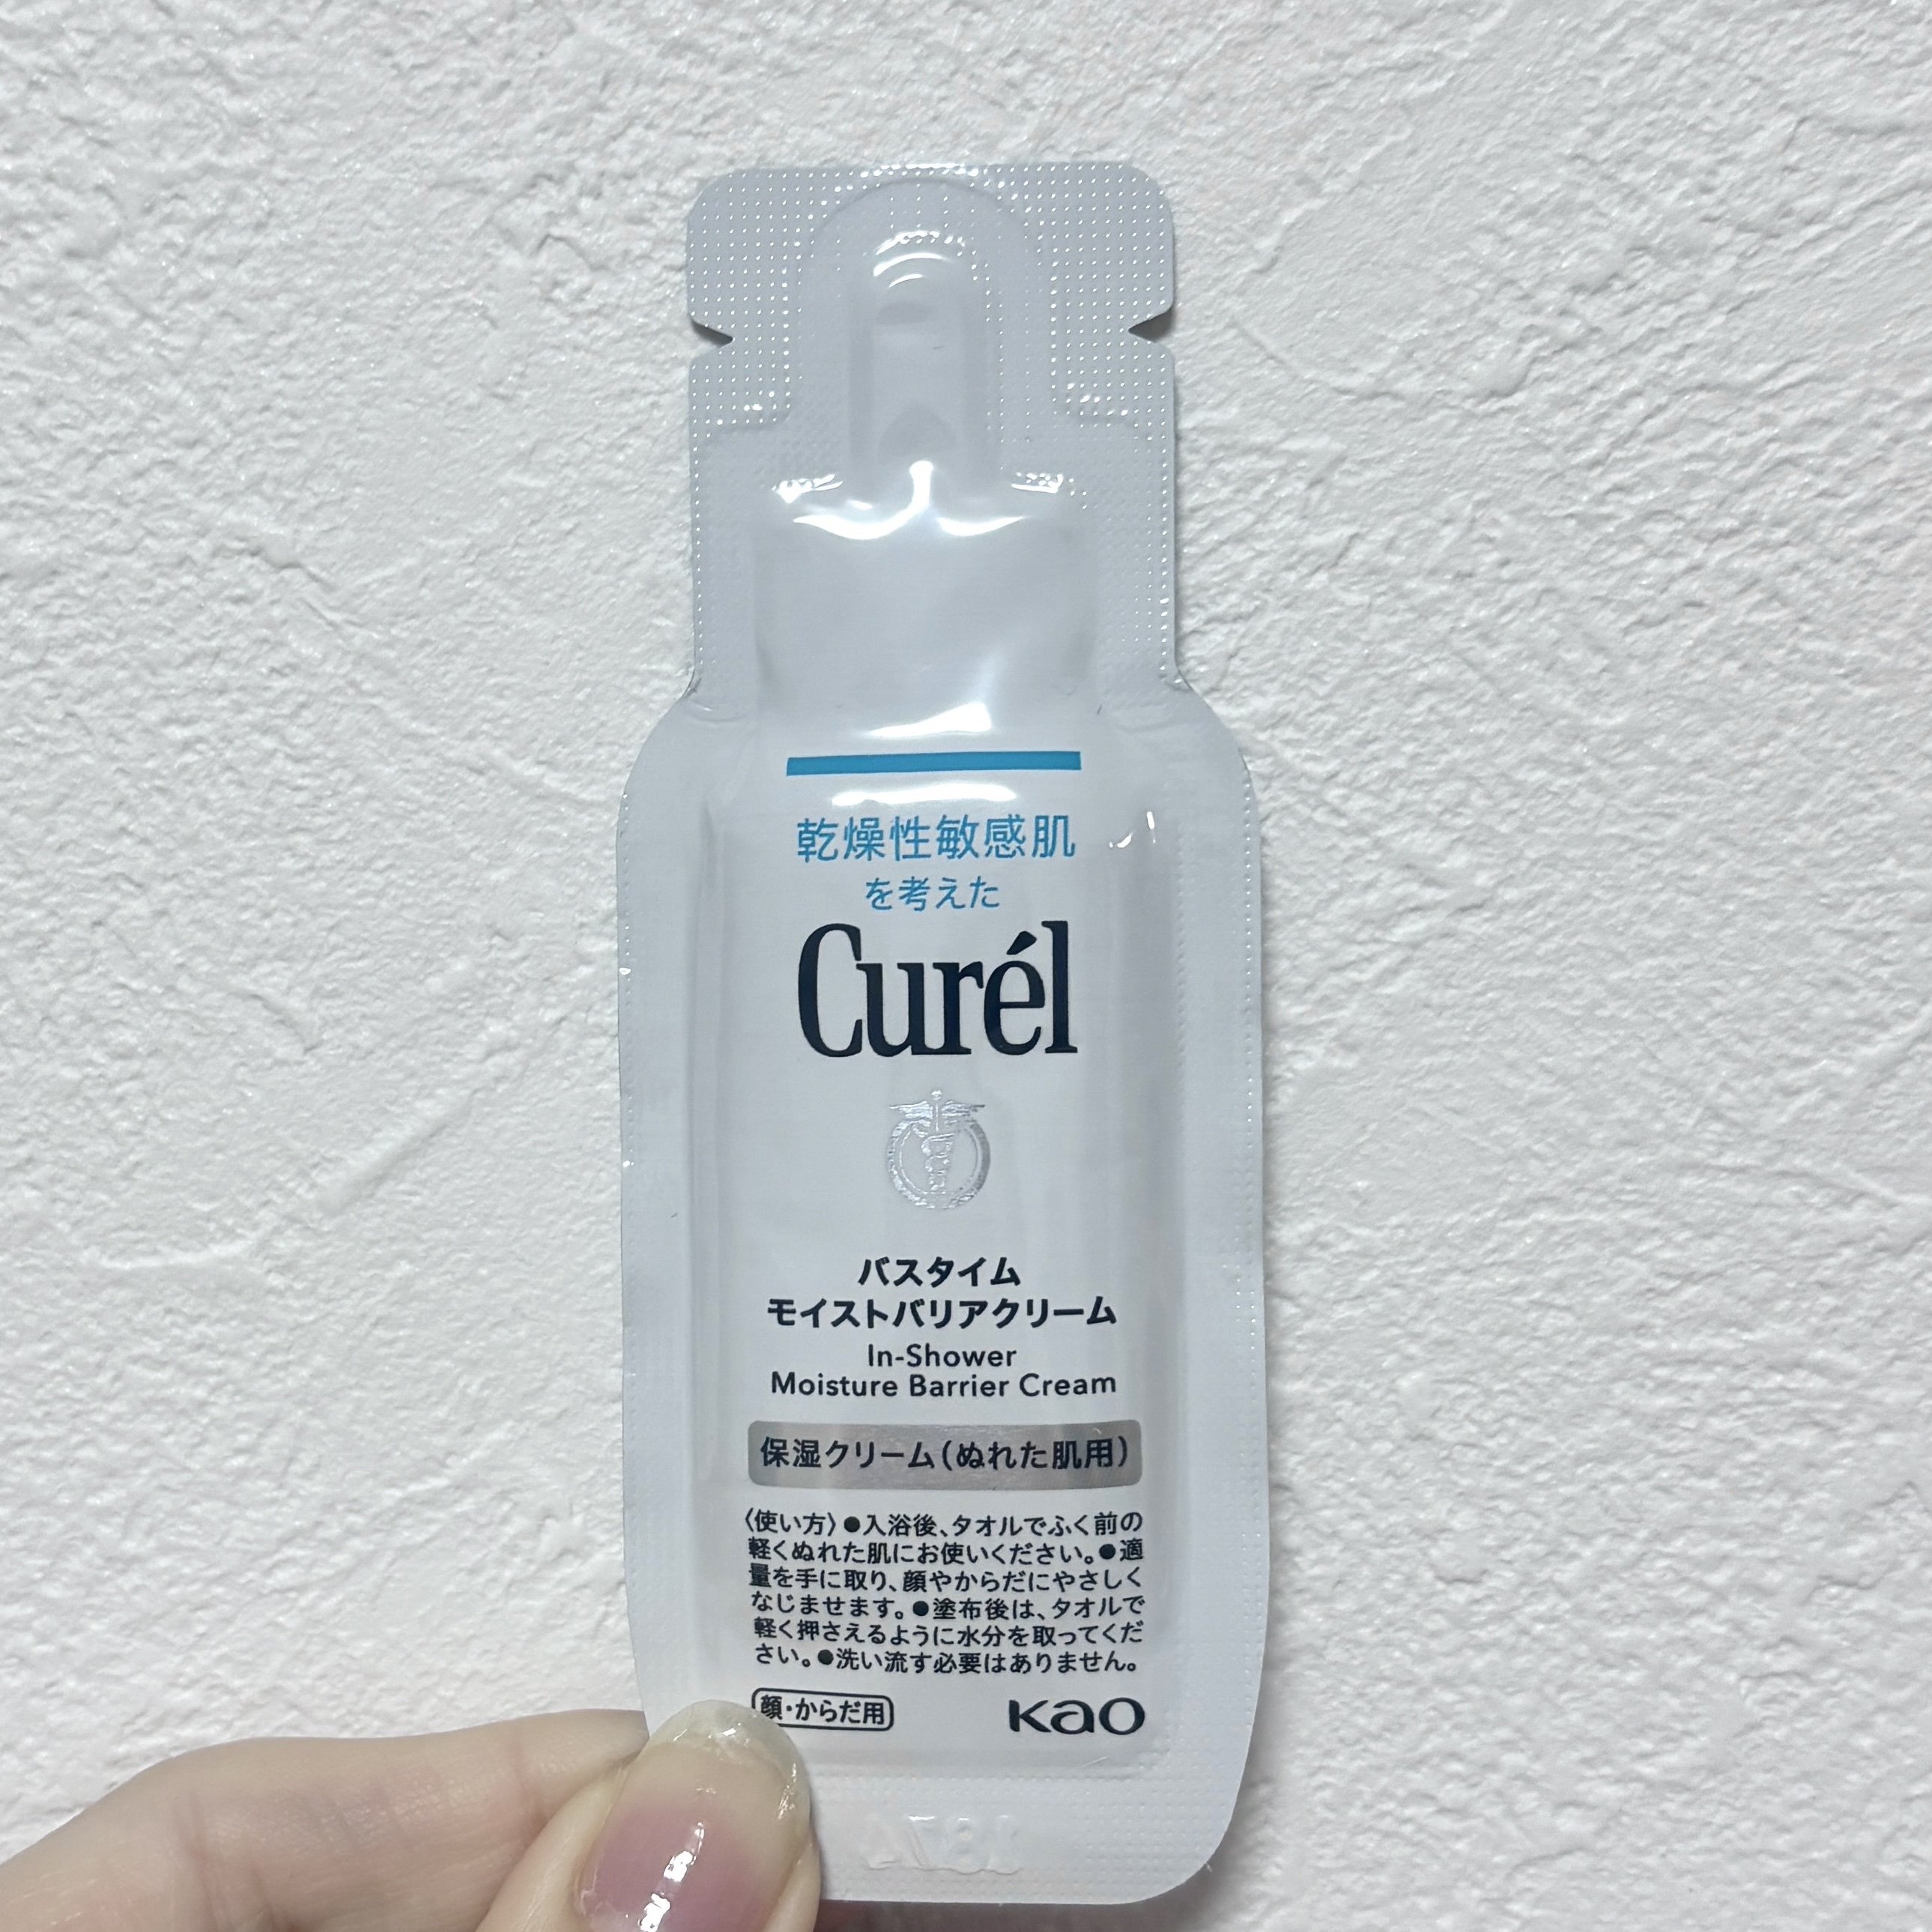 乾燥性敏感肌
を考えた
Curél
バスタイム
モイストバリアクリーム
In-Shower
Moisture Barrier Cream
保湿クリーム(ぬれた肌用)
〈使い方〉●入浴後、タオルでふく前の
軽くぬれた肌にお使いください。●適
量を手に取り、顔やからだにやさしく
なじませます。●塗布後は、タオルで
軽く押さえるように水分を取ってくだ
さい。●洗い流す必要はありません。
顔・からだ用
Kao